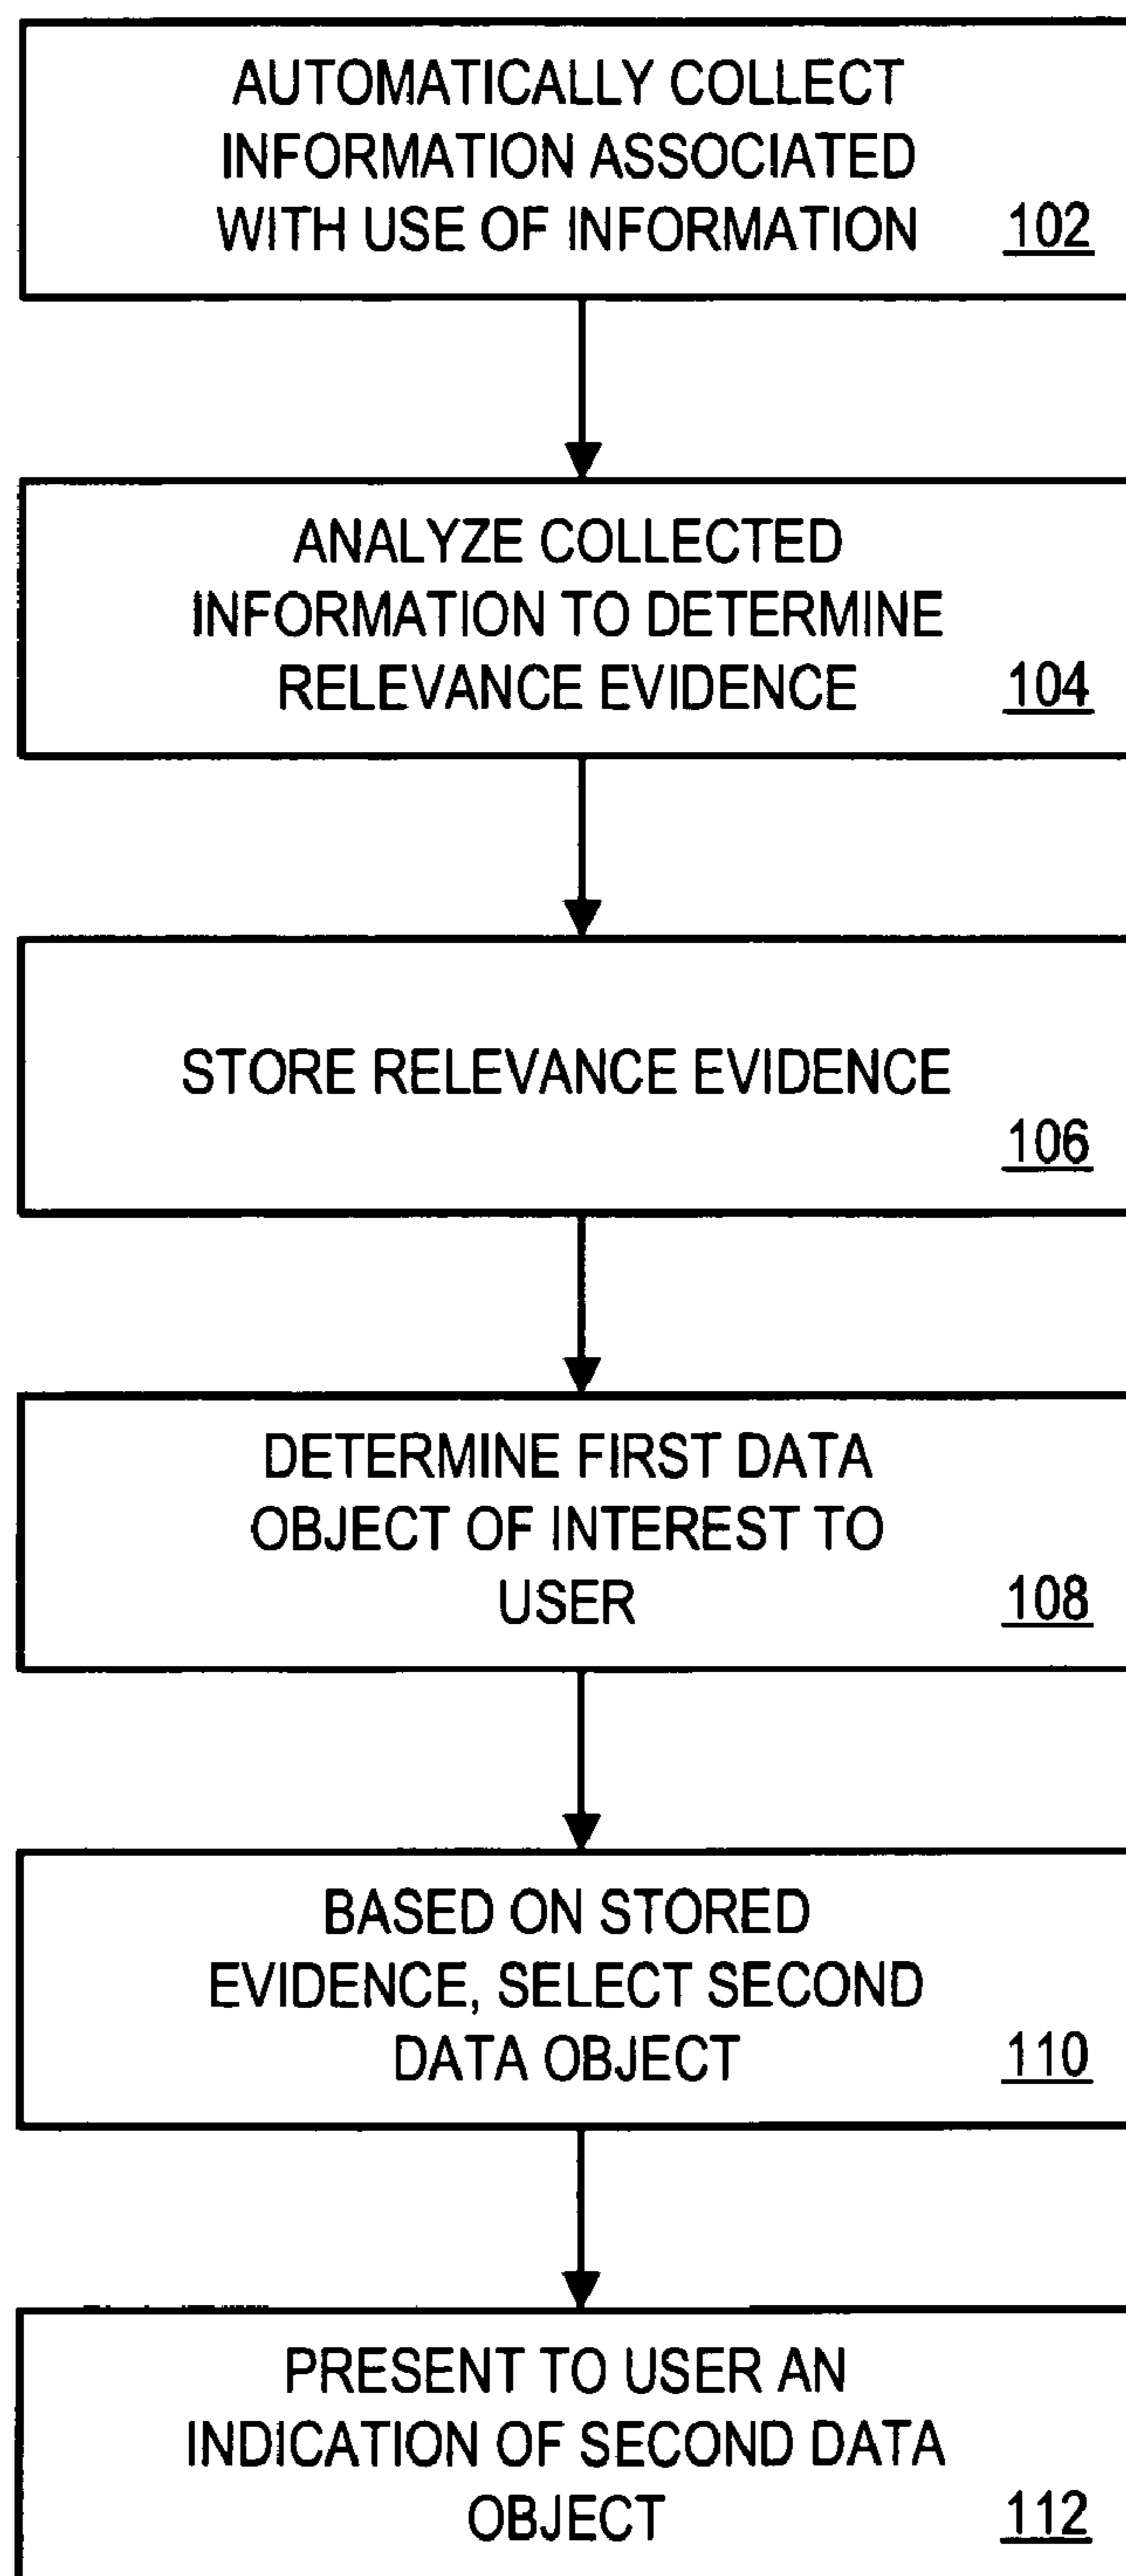 AUTOMATICALLY COLLECT
INFORMATION ASSOCIATED
WITH USE OF INFORMATION 102
ANALYZE COLLECTED
INFORMATION TO DETERMINE
RELEVANCE EVIDENCE 104
STORE RELEVANCE EVIDENCE
106
DETERMINE FIRST DATA
OBJECT OF INTEREST TO
USER 108
BASED ON STORED
EVIDENCE, SELECT SECOND
DATA OBJECT 110
PRESENT TO USER AN
INDICATION OF SECOND DATA
OBJECT 112